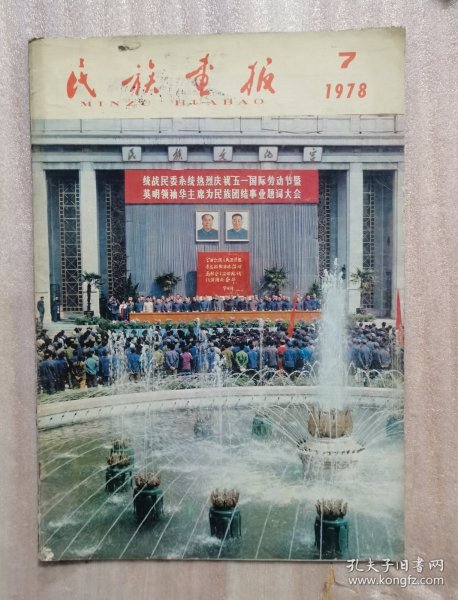 民族画报
MINZU HUABAO
7
1978
民族文化宫
统战民委系统热烈庆祝五一国际劳动节暨
英明领袖华主席为民族团结事业题词大会
孔夫子旧书网
www.kongfz.com